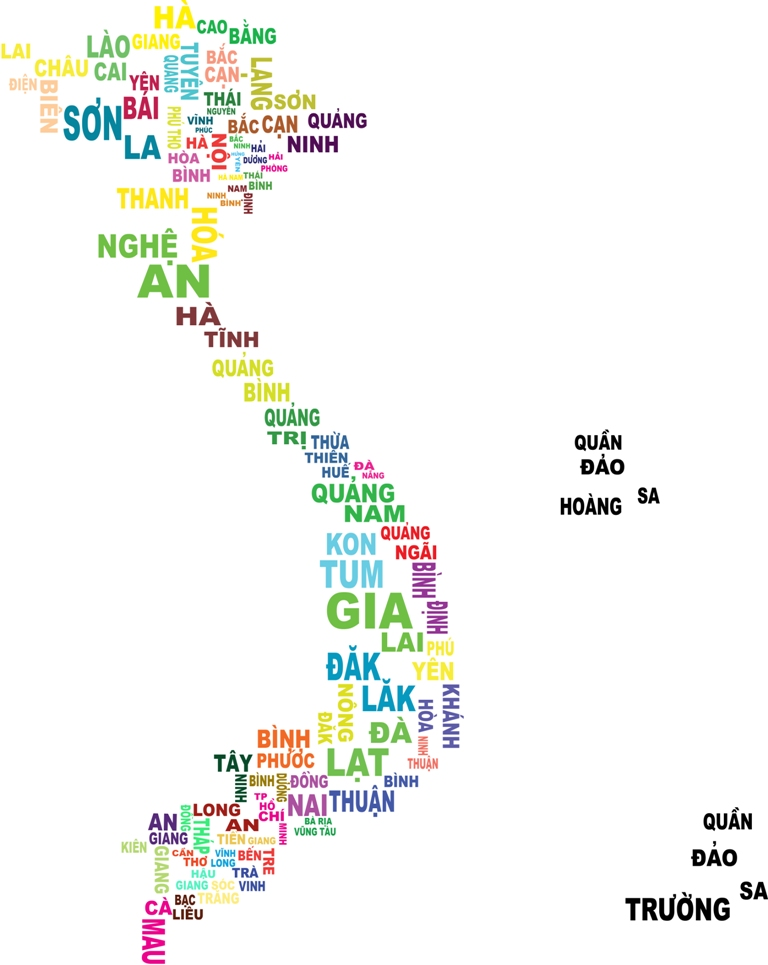 HÀ
GIANG
CAO
BẰNG
LAI
CHÂU
LÀO
CAI
TUYÊN
QUANG
BẮC
CẠN-
LẠNG
SƠN
ĐIỆN
BIÊN
YÊN
BÁI
THÁI
NGUYÊN
SƠN
LA
PHÚ THỌ
VĨNH
PHÚC
BẮC CẠN
QUẢNG
NINH
HÀ
NỘI
BẮC
NINH
HẢI
DƯƠNG
HƯNG
YÊN
HẢI
PHÒNG
HÒA
BÌNH
HÀ NAM
THÁI
BÌNH
NAM
ĐỊNH
NINH
BÌNH
THANH
HÓA
NGHỆ
AN
HÀ
TĨNH
QUẢNG
BÌNH
QUẢNG
TRỊ
THỪA
THIÊN
HUẾ
ĐÀ
NẴNG
QUẦN
ĐẢO
HOÀNG SA
QUẢNG
NAM
QUẢNG
NGÃI
KON
TUM
BÌNH
ĐỊNH
GIA
LAI
PHÚ
YÊN
ĐĂK
LĂK
KHÁNH
HÒA
ĐĂK
NÔNG
ĐÀ
LẠT
NINH
THUẬN
BÌNH
PHƯỚC
TÂY
NINH
BÌNH
DƯƠNG
ĐỒNG
NAI
BÌNH
THUẬN
TP
HỒ
CHÍ
MINH
BÀ RỊA
VŨNG TÀU
LONG
AN
AN
GIANG
ĐỒNG
THÁP
TIỀN GIANG
KIÊN
GIANG
CẦN
THƠ
VĨNH
LONG
BẾN
TRE
HẬU
GIANG
TRÀ
VINH
SÓC
TRĂNG
BẠC
LIÊU
CÀ
MAU
QUẦN
ĐẢO
TRƯỜNG SA